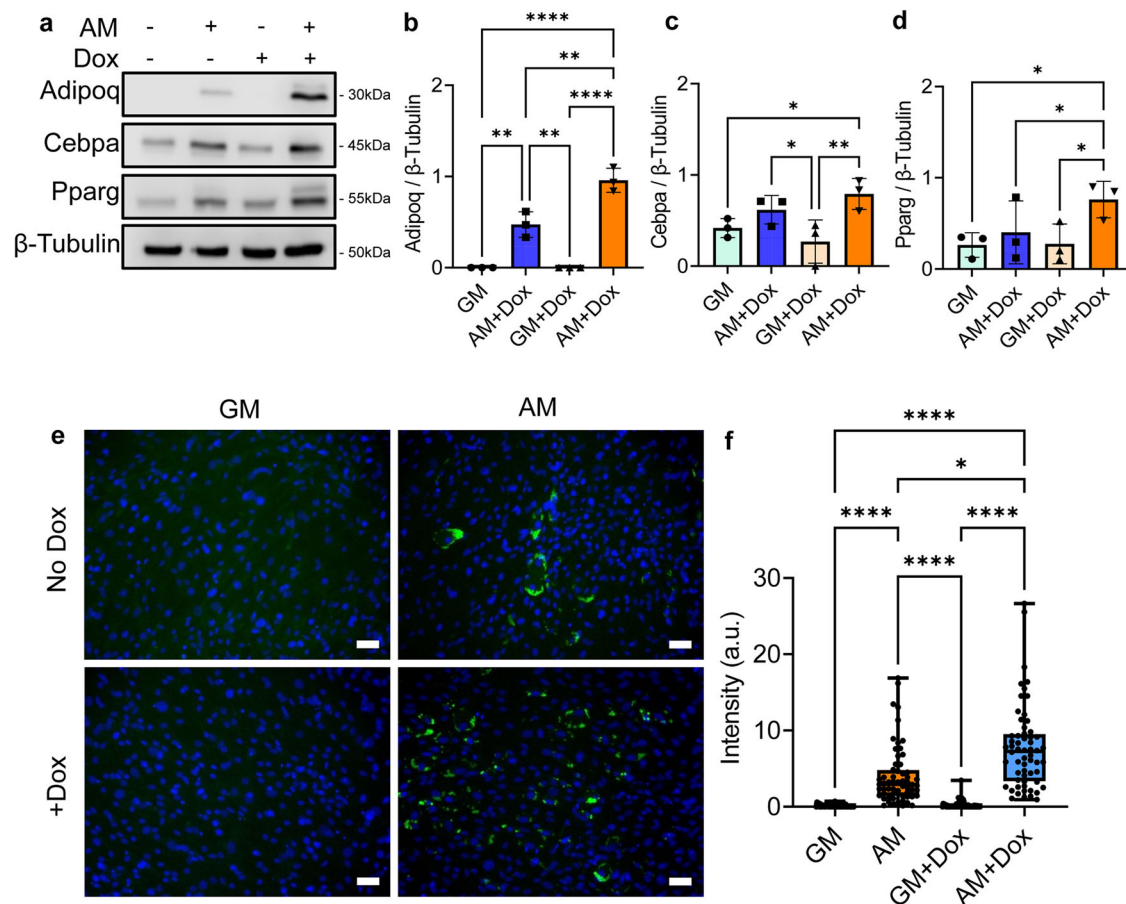 a
AM - + - +
Dox - - + +
Adipoq - 30kDa
Cebpa - 45kDa
Pparg - 55kDa
β-Tubulin - 50kDa
b
****
**
****
** **
2
1
0
Adipoq / β-Tubulin
GM AM+Dox GM+Dox AM+Dox
c
*
* **
2
1
0
Cebpa / β-Tubulin
GM AM+Dox GM+Dox AM+Dox
d
*
*
*
2
1
0
Pparg / β-Tubulin
GM AM+Dox GM+Dox AM+Dox
e
GM AM
No Dox
+Dox
f
****
*
**** ****
****
30
20
10
0
Intensity (a.u.)
GM AM GM+Dox AM+Dox